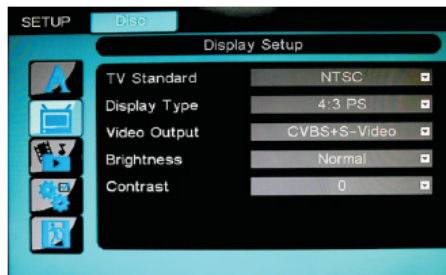 SETUP Disc
Display Setup
TV Standard NTSC
Display Type 4:3 PS
Video Output CVBS+S-Video
Brightness Normal
Contrast 0
A